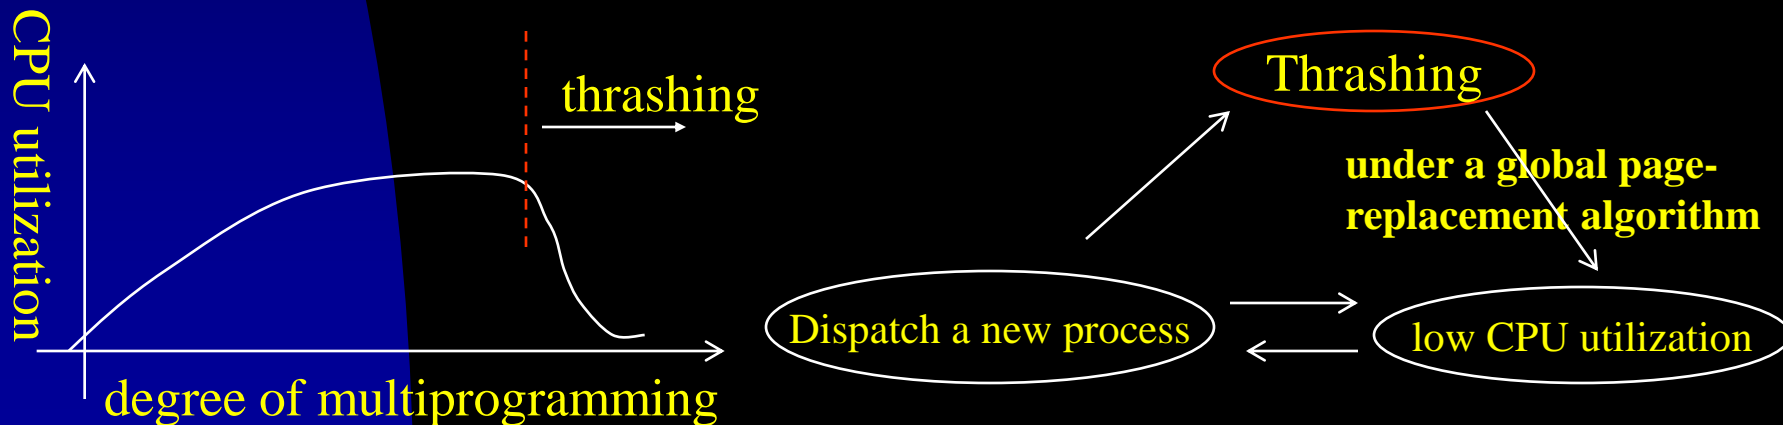 CPU utilization
thrashing
degree of multiprogramming
Thrashing
under a global page-
replacement algorithm
Dispatch a new process
low CPU utilization